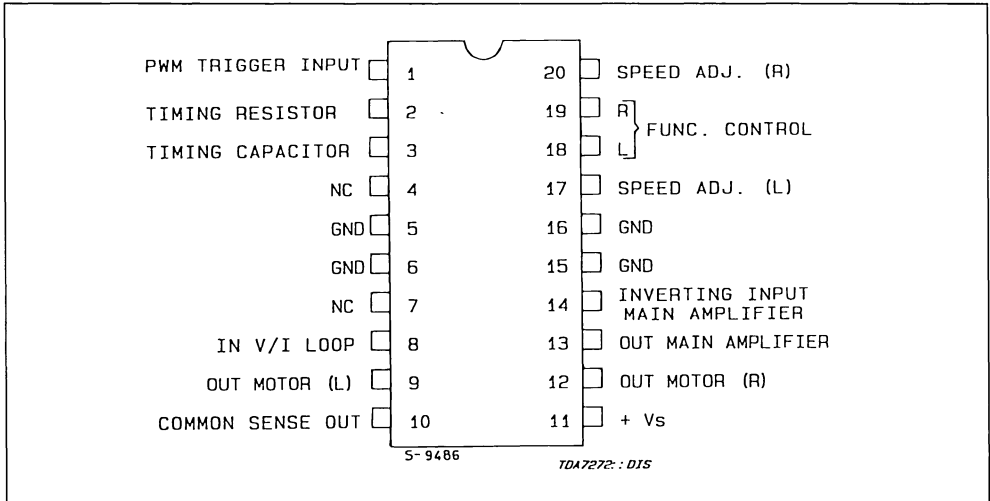 PWM TRIGGER INPUT 1 20 SPEED ADJ. (R)
TIMING RESISTOR 2 19 R
FUNC. CONTROL
TIMING CAPACITOR 3 18 L
NC 4 17 SPEED ADJ. (L)
GND 5 16 GND
GND 6 15 GND
NC 7 14 INVERTING INPUT
MAIN AMPLIFIER
IN V/I LOOP 8 13 OUT MAIN AMPLIFIER
OUT MOTOR (L) 9 12 OUT MOTOR (R)
COMMON SENSE OUT 10 11 + Vs
S-9486 TDA7272::DIS